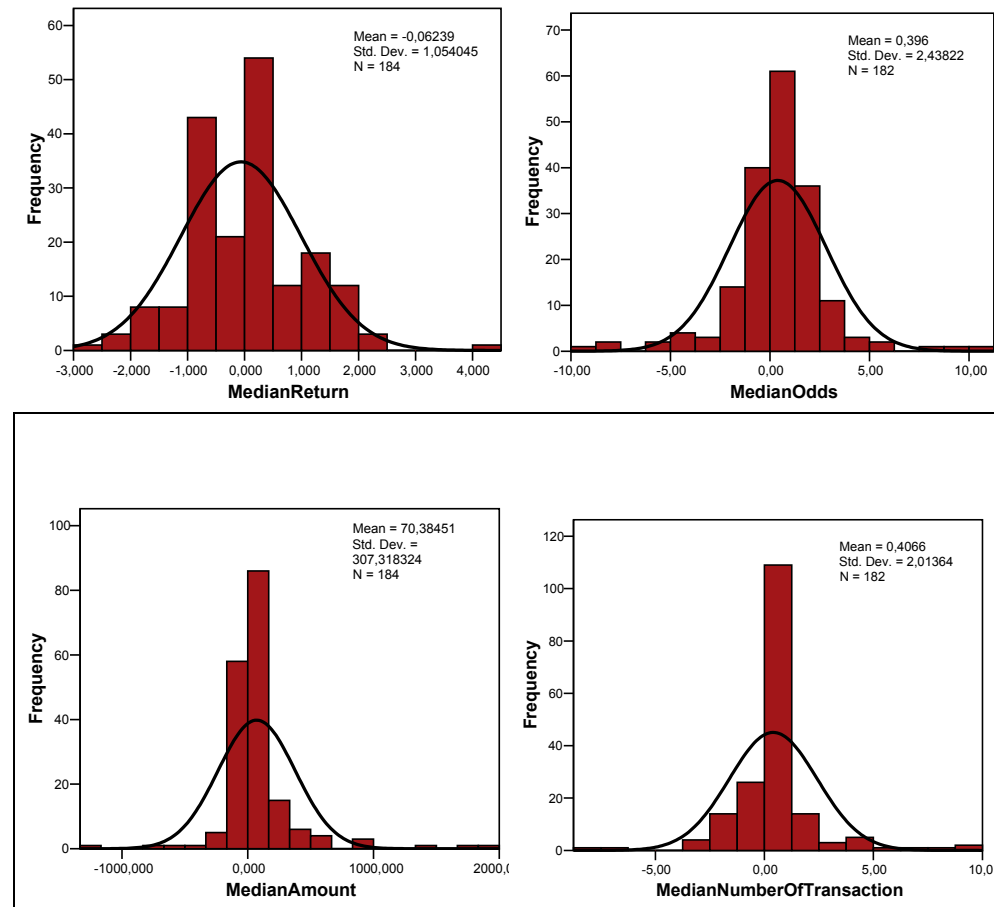 Mean = -0,06239
Std. Dev. = 1,054045
N = 184
Frequency
60
50
40
30
20
10
0
-3,000 -2,000 -1,000 0,000 1,000 2,000 3,000 4,000
MedianReturn
Mean = 0,396
Std. Dev. = 2,43822
N = 182
Frequency
70
60
50
40
30
20
10
0
-10,00 -5,00 0,00 5,00 10,00
MedianOdds
Mean = 70,38451
Std. Dev. =
307,318324
N = 184
Frequency
100
80
60
40
20
0
-1000,0000 0,000 1000,0000 2000,0
MedianAmount
Mean = 0,4066
Std. Dev. = 2,01364
N = 182
Frequency
120
100
80
60
40
20
0
-5,00 0,00 5,00 10,0
MedianNumberOfTransaction